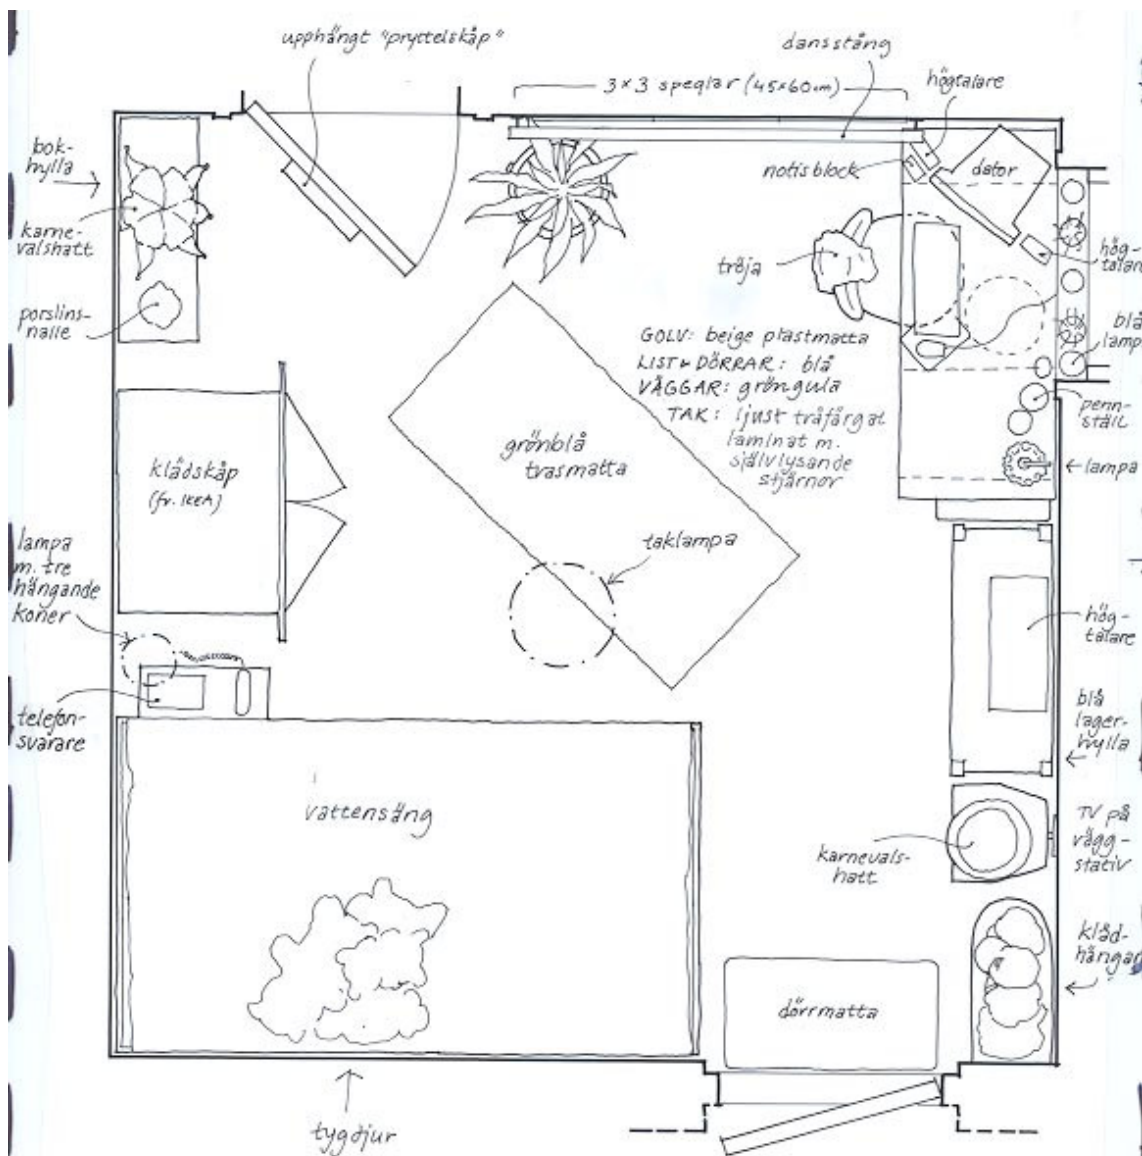 upphängt "pryttelskåp"
dansstång
3×3 speglar (45×60cm)
högtalare
bok-
hylla
notisblock
dator
karne-
valshatt
tröja
hög-
talare
porslins-
nalle
GOLV: beige plastmatta
LIST & DÖRRAR: blå
VÄGGAR: gröngula
TAK: ljust träfärgat
laminat m.
självlysande
stjärnor
blå
lampa
penn-
ställ
lampa
grönblå
trasmatta
klädskåp
(fr. IKEA)
lampa
m. tre
hängande
koner
taklampa
hög-
talare
telefon-
svarare
blå
lager-
hylla
vattensäng
TV på
vägg-
stativ
karnevals-
hatt
kläd-
hängare
dörrmatta
tygdjur